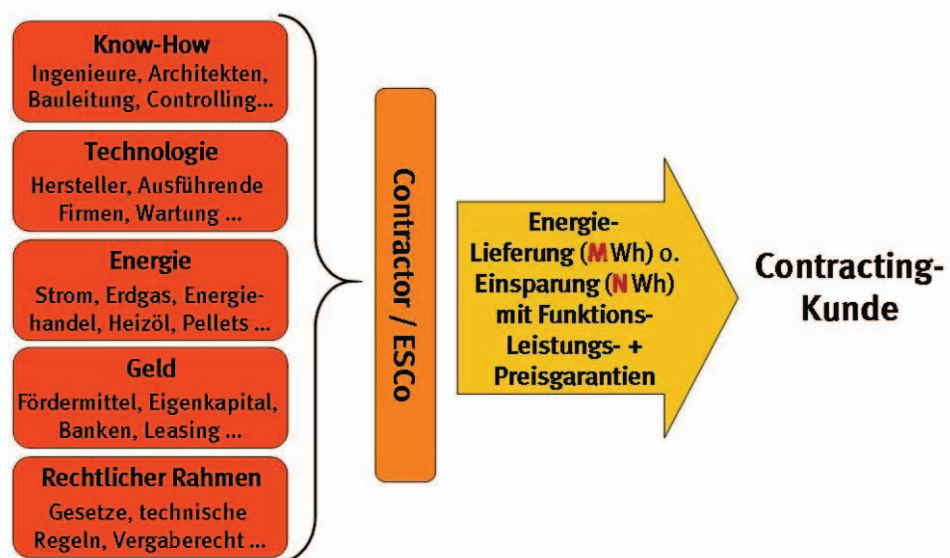 Know-How
Ingenieure, Architekten,
Bauleitung, Controlling...
Technologie
Hersteller, Ausführende
Firmen, Wartung ...
Energie
Strom, Erdgas, Energie-
handel, Heizöl, Pellets ...
Geld
Fördermittel, Eigenkapital,
Banken, Leasing ...
Rechtlicher Rahmen
Gesetze, technische
Regeln, Vergaberecht ...
Contractor / ESCo
Energie-
Lieferung (MWh) o.
Einsparung (NWh)
mit Funktions-
Leistungs- +
Preisgarantien
Contracting-
Kunde